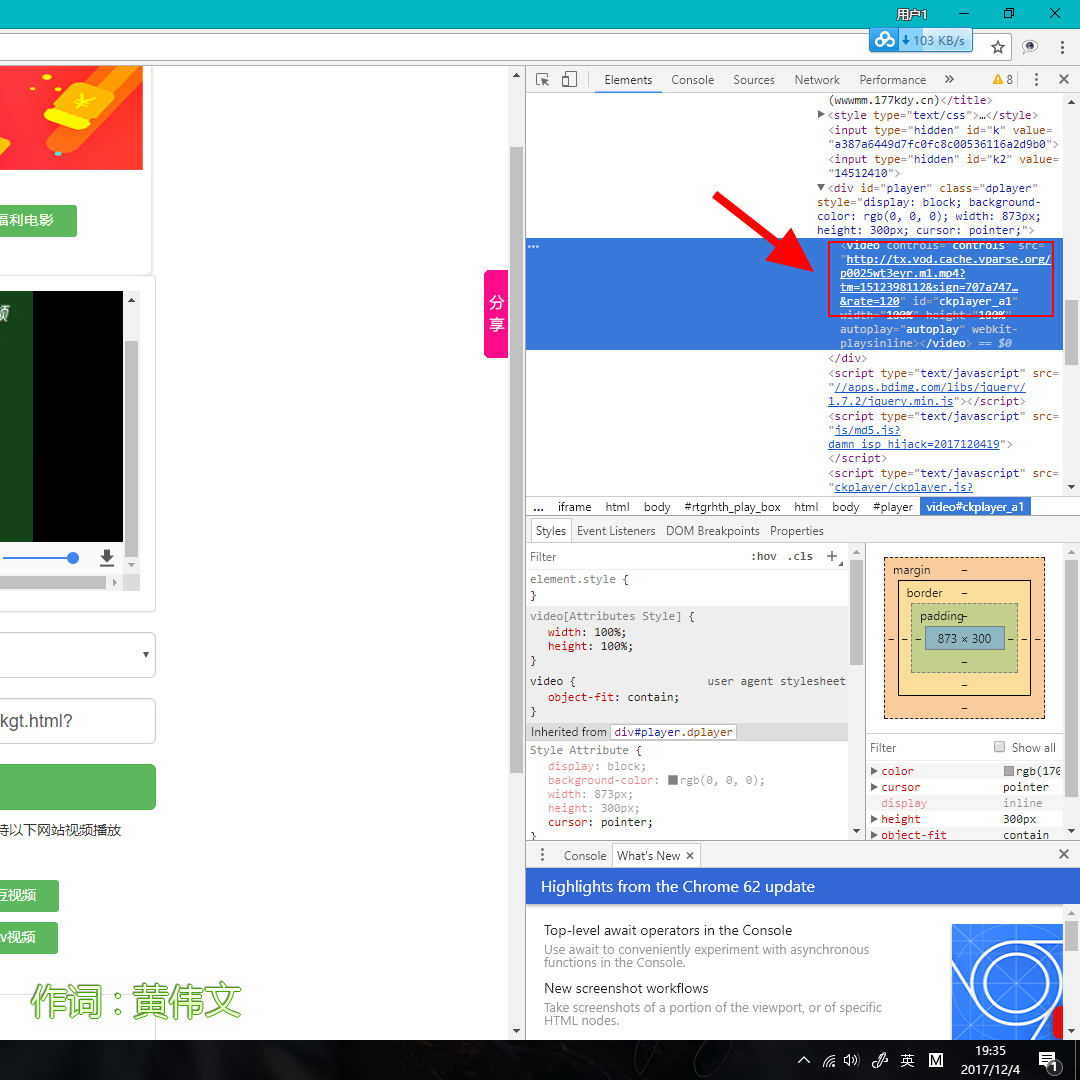 用户1
103 KB/s
Elements Console Sources Network Performance » 8
(wwwmm.177kdy.cn)</title>
<style type="text/css">…</style>
<input type="hidden" id="k" value=
"a387a6449d7fc0fc8c00536116a2d9b0">
<input type="hidden" id="k2" value=
"14512410">
<div id="player" class="dplayer"
style="display: block; background-
color: rgb(0, 0, 0); width: 873px;
height: 300px; cursor: pointer;">
<video controls="controls" src=
"http://tx.vod.cache.vparse.org/
p0025wt3eyr.m1.mp4?
tm=1512398112&sign=707a747…
&rate=120" id="ckplayer_a1"
width="100%" height="100%"
autoplay="autoplay" webkit-
playsinline></video> == $0
</div>
<script type="text/javascript" src=
"//apps.bdimg.com/libs/jquery/
1.7.2/jquery.min.js"></script>
<script type="text/javascript" src=
"js/md5.js?
damn_isp_hijack=2017120419">
</script>
<script type="text/javascript" src=
"ckplayer/ckplayer.js?
... iframe html body #rtgrhth_play_box html body #player video#ckplayer_a1
Styles Event Listeners DOM Breakpoints Properties
Filter :hov .cls +
element.style {
}
video[Attributes Style] {
width: 100%;
height: 100%;
}
video { user agent stylesheet
object-fit: contain;
}
Inherited from div#player.dplayer
Style Attribute {
display: block;
background-color: rgb(0, 0, 0);
width: 873px;
height: 300px;
cursor: pointer;
}
margin –
border –
padding–
– – – 873 × 300 – – –
–
–
–
Filter Show all
color rgb(170
cursor pointer
display inline
height 300px
object-fit contain
Console What's New ×
Highlights from the Chrome 62 update
Top-level await operators in the Console
Use await to conveniently experiment with asynchronous
functions in the Console.
New screenshot workflows
Take screenshots of a portion of the viewport, or of specific
HTML nodes.
¥
福利电影
分
享
频
kgt.html?
持以下网站视频播放
豆视频
v视频
作词：黄伟文
英 M
19:35
2017/12/4
1